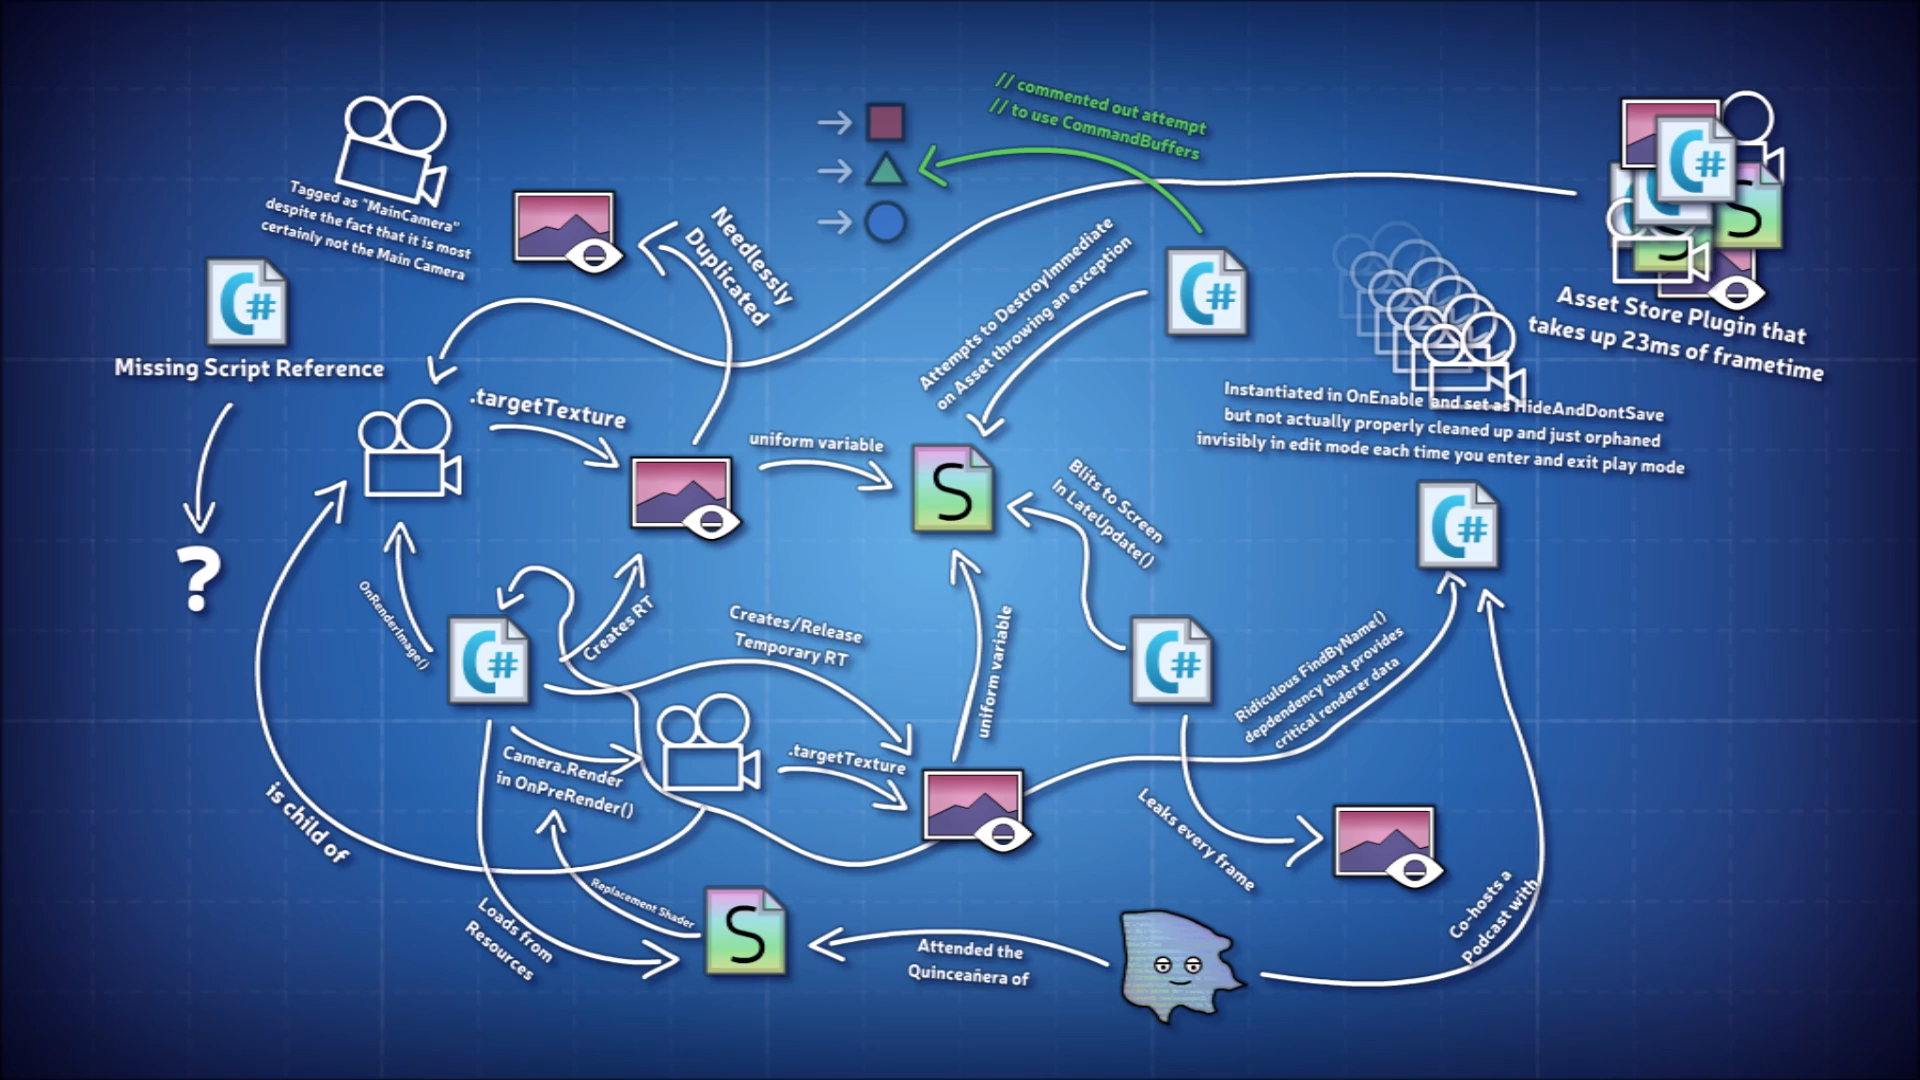 // commented out attempt
// to use CommandBuffers
Tagged as "MainCamera"
despite the fact that it is most
certainly not the Main Camera
Needlessly
Duplicated
C#
Missing Script Reference
?
C#
Attempts to DestroyImmediate
on Asset throwing an exception
C#
S
S
Asset Store Plugin that
takes up 23ms of frametime
Instantiated in OnEnable and set as HideAndDontSave
but not actually properly cleaned up and just orphaned
invisibly in edit mode each time you enter and exit play mode
.targetTexture
uniform variable
S
Blits to Screen
In LateUpdate()
C#
OnRenderImage()
C#
Creates RT
Creates/Release
Temporary RT
uniform variable
C#
Ridiculous FindByName()
depdendency that provides
critical renderer data
Camera.Render
in OnPreRender()
.targetTexture
is child of
Leaks every frame
Replacement Shader
Loads from
Resources
S
Attended the
Quinceañera of
Co-hosts a
Podcast with